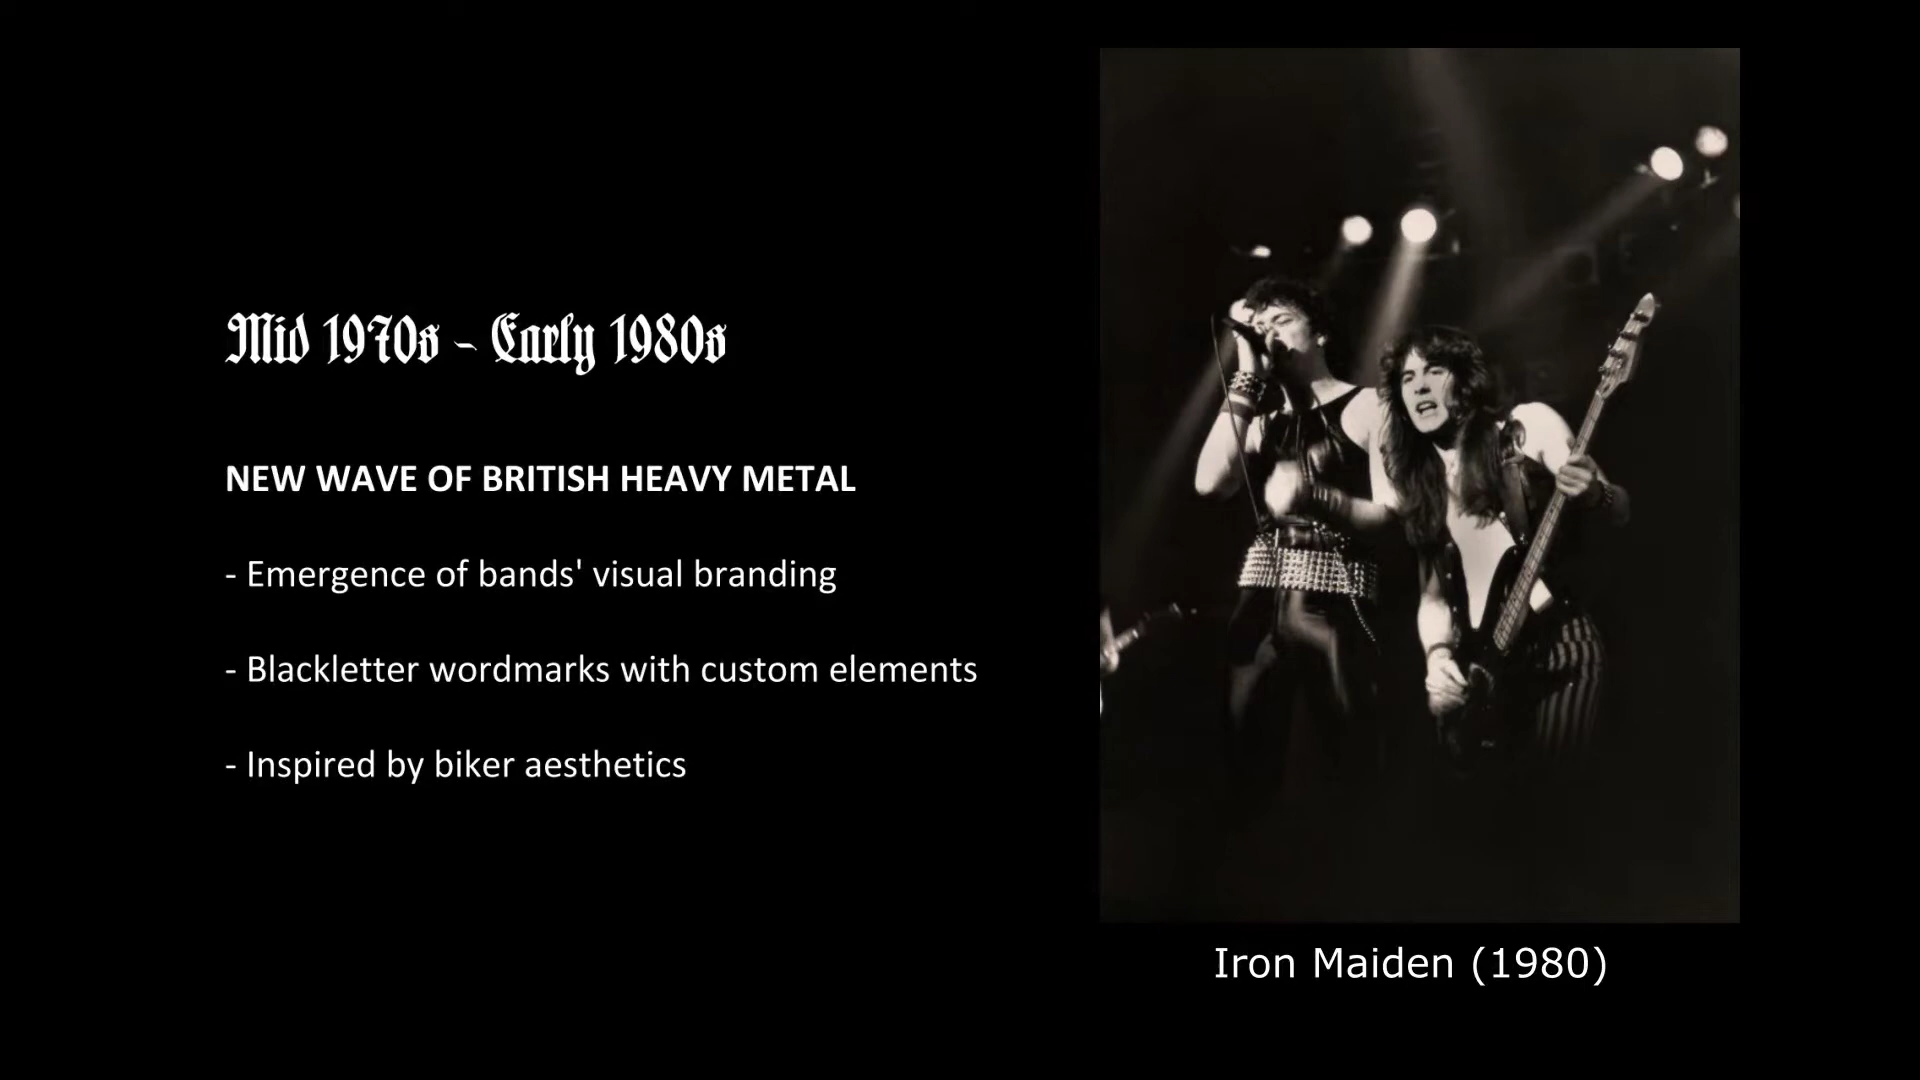 Mid 1970s - Early 1980s
NEW WAVE OF BRITISH HEAVY METAL
- Emergence of bands' visual branding
- Blackletter wordmarks with custom elements
- Inspired by biker aesthetics
Iron Maiden (1980)